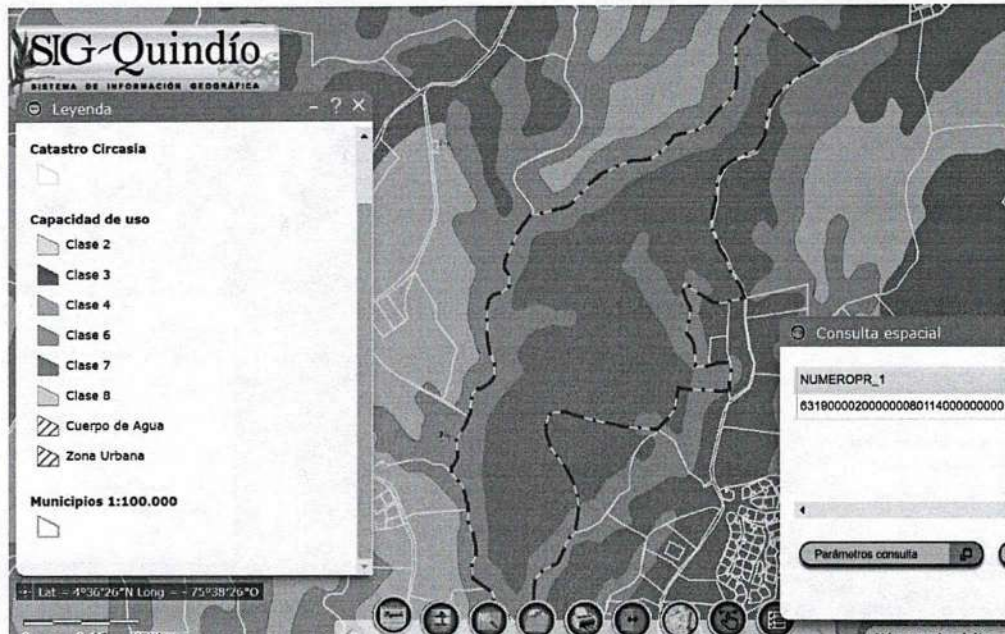 SIG-Quindío
SISTEMA DE INFORMACIÓN GEOGRÁFICA
Leyenda
– ? ×
Catastro Circasia
Capacidad de uso
Clase 2
Clase 3
Clase 4
Clase 6
Clase 7
Clase 8
Cuerpo de Agua
Zona Urbana
Municipios 1:100.000
Lat = 4°36'26"N Long = - 75°38'26"O
Consulta espacial
NUMEROPR_1
Parámetros consulta